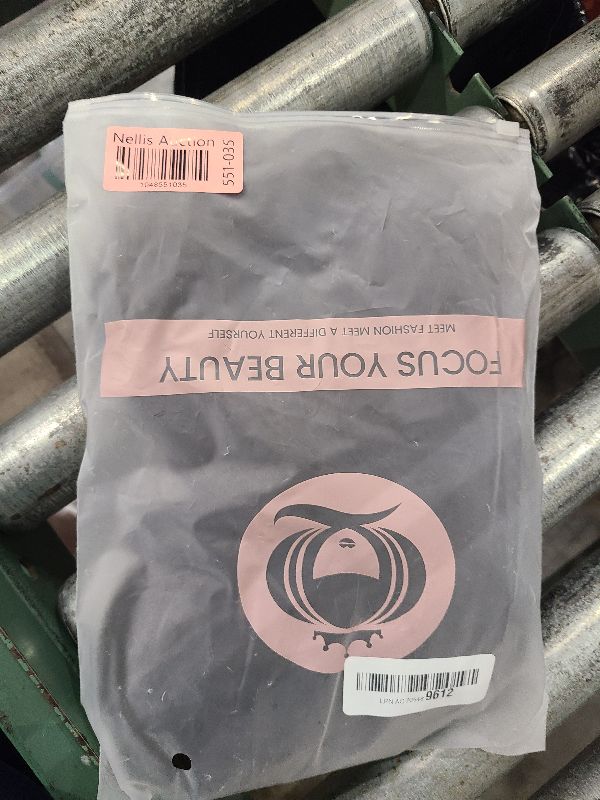 Nellis Auction
1048551035
551-035
MEET FASHION MEET A DIFFERENT YOURSELF
FOCUS YOUR BEAUTY
9612